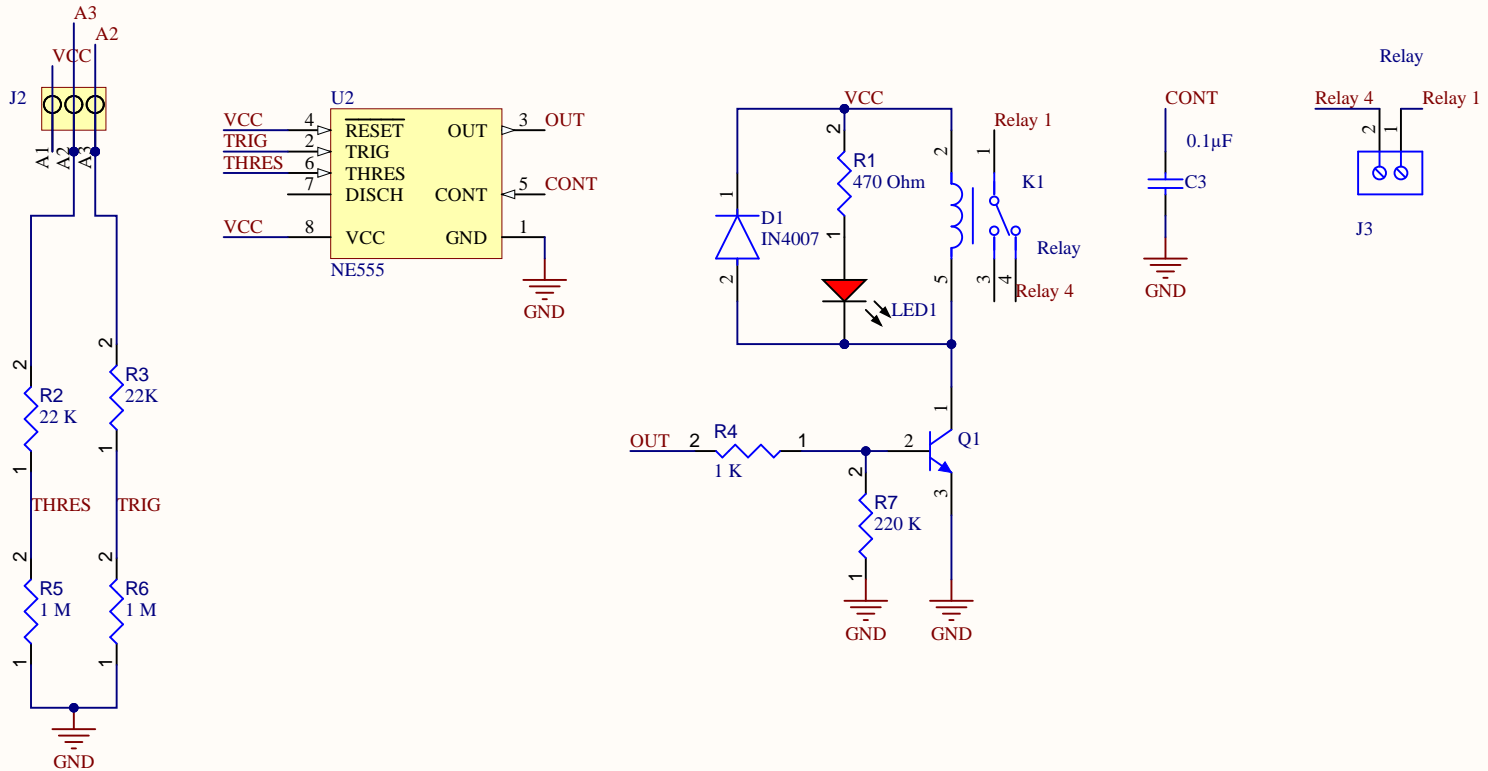 A3
A2
VCC
J2
A1
A2
A3
2
R2
22 K
1
2
R3
22K
1
THRES
TRIG
2
R5
1 M
1
2
R6
1 M
1
GND
U2
VCC
4
RESET
TRIG
2
TRIG
THRES
6
THRES
7
DISCH
VCC
8
VCC
OUT
3
OUT
CONT
5
CONT
GND
1
NE555
GND
VCC
1
D1
IN4007
2
2
R1
470 Ohm
1
LED1
2
5
Relay 1
1
K1
Relay
3
4
Relay 4
OUT
2
R4
1 K
1
2
R7
220 K
1
GND
2
1
Q1
3
GND
CONT
0.1µF
C3
GND
Relay
Relay 4
Relay 1
2
1
J3